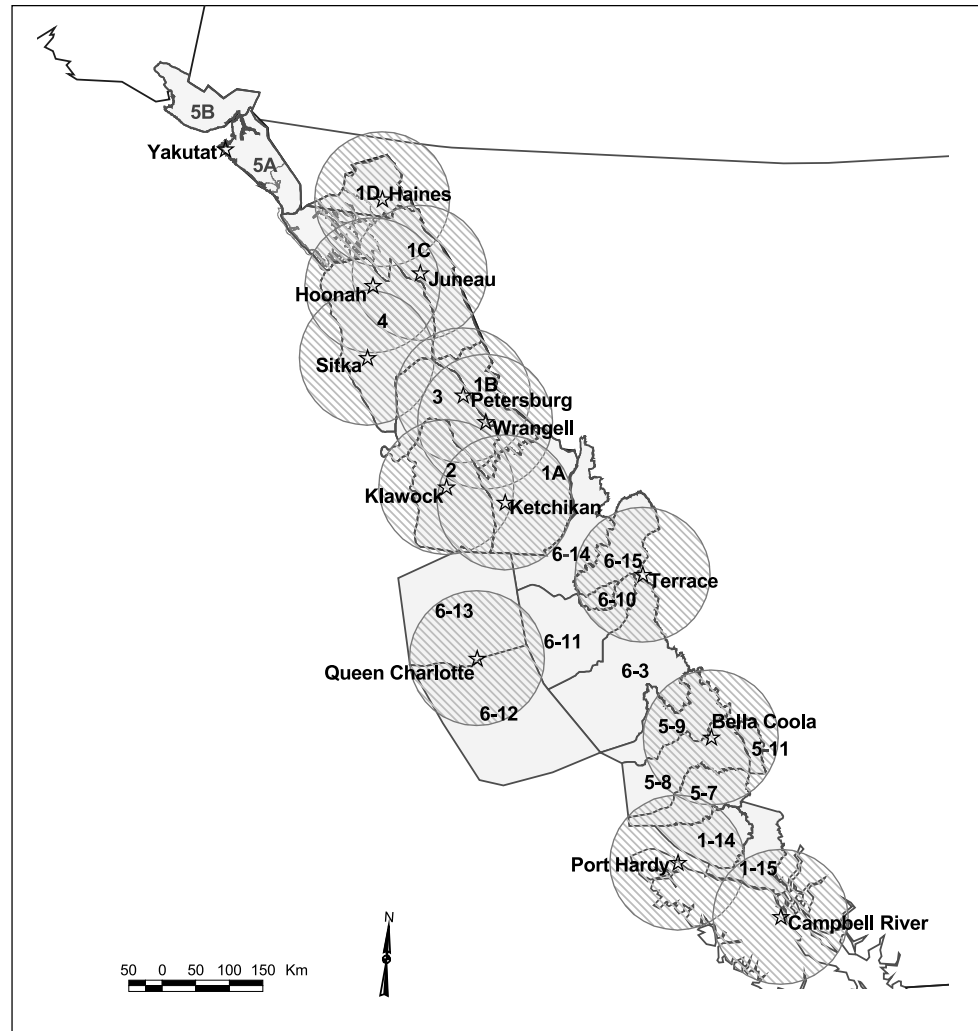 5B
Yakutat
5A
1D
Haines
1C
Juneau
Hoonah
4
Sitka
1B
3
Petersburg
Wrangell
2
1A
Klawock
Ketchikan
6-14
6-15
Terrace
6-10
6-13
6-11
Queen Charlotte
6-3
6-12
5-9
Bella Coola
5-11
5-8
5-7
1-14
Port Hardy
1-15
Campbell River
N
50 0 50 100 150 Km